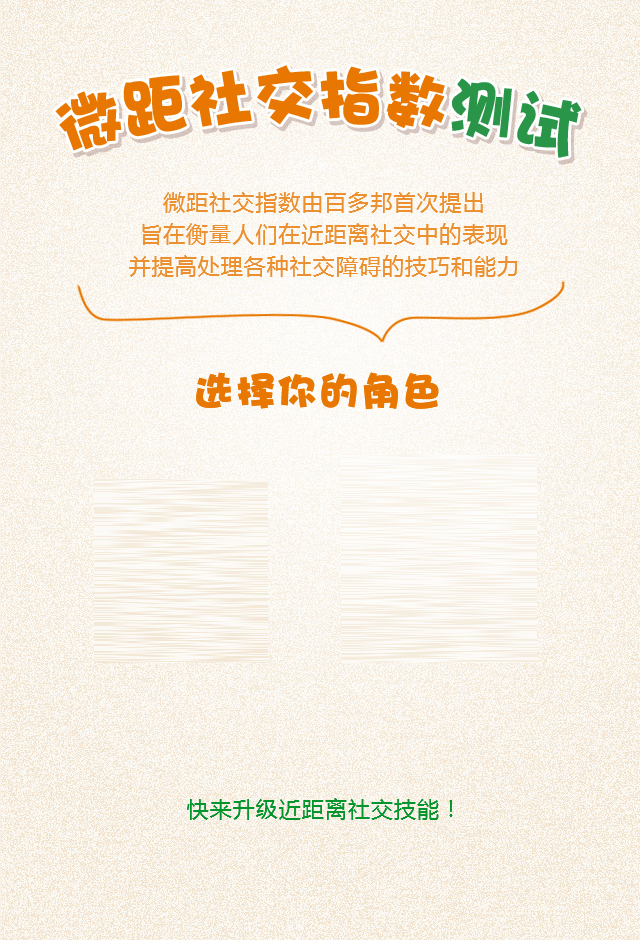 微距社交指数测试
微距社交指数由百多邦首次提出
旨在衡量人们在近距离社交中的表现
并提高处理各种社交障碍的技巧和能力
选择你的角色
快来升级近距离社交技能！